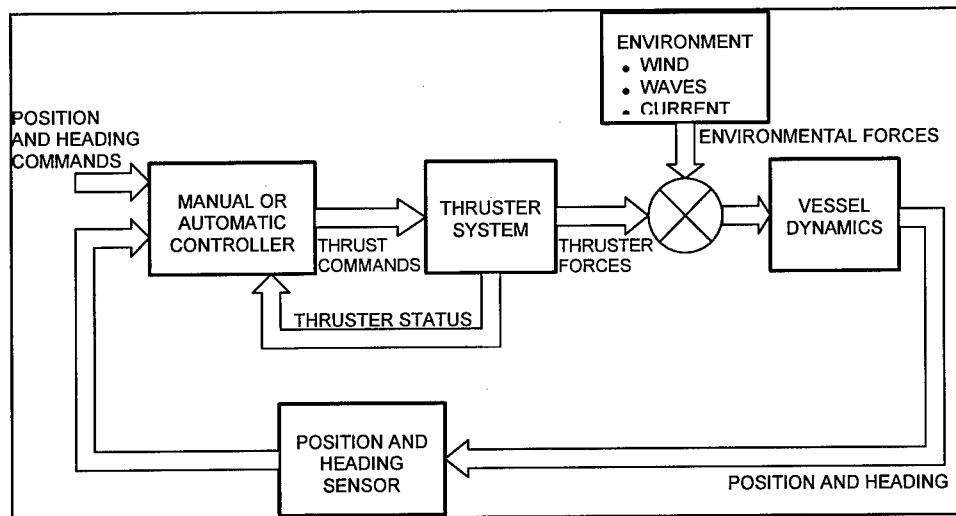 ENVIRONMENT
• WIND
• WAVES
• CURRENT
POSITION
AND HEADING
COMMANDS
ENVIRONMENTAL FORCES
MANUAL OR
AUTOMATIC
CONTROLLER
THRUST
COMMANDS
THRUSTER
SYSTEM
THRUSTER
FORCES
VESSEL
DYNAMICS
THRUSTER STATUS
POSITION AND
HEADING
SENSOR
POSITION AND HEADING